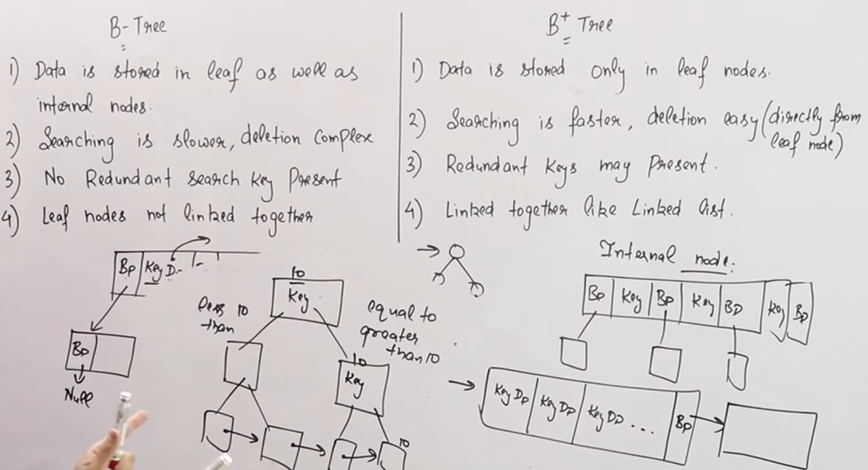 B-Tree
1) Data is stored in leaf as well as
internal nodes.
2) Searching is slower, deletion complex
3) No Redundant search key Present
4) Leaf nodes not linked together
B+ Tree
1) Data is stored only in leaf nodes.
2) Searching is faster, deletion easy (directly from
leaf node)
3) Redundant keys may Present.
4) Linked together like Linked list.
BP Key D
BP
Null
10
Key
less 10
than
equal to
greater
than 10
10
Key
10
Internal node:
BP Key BP Key BP Key BP
Key DP Key DP Key DP ... BP